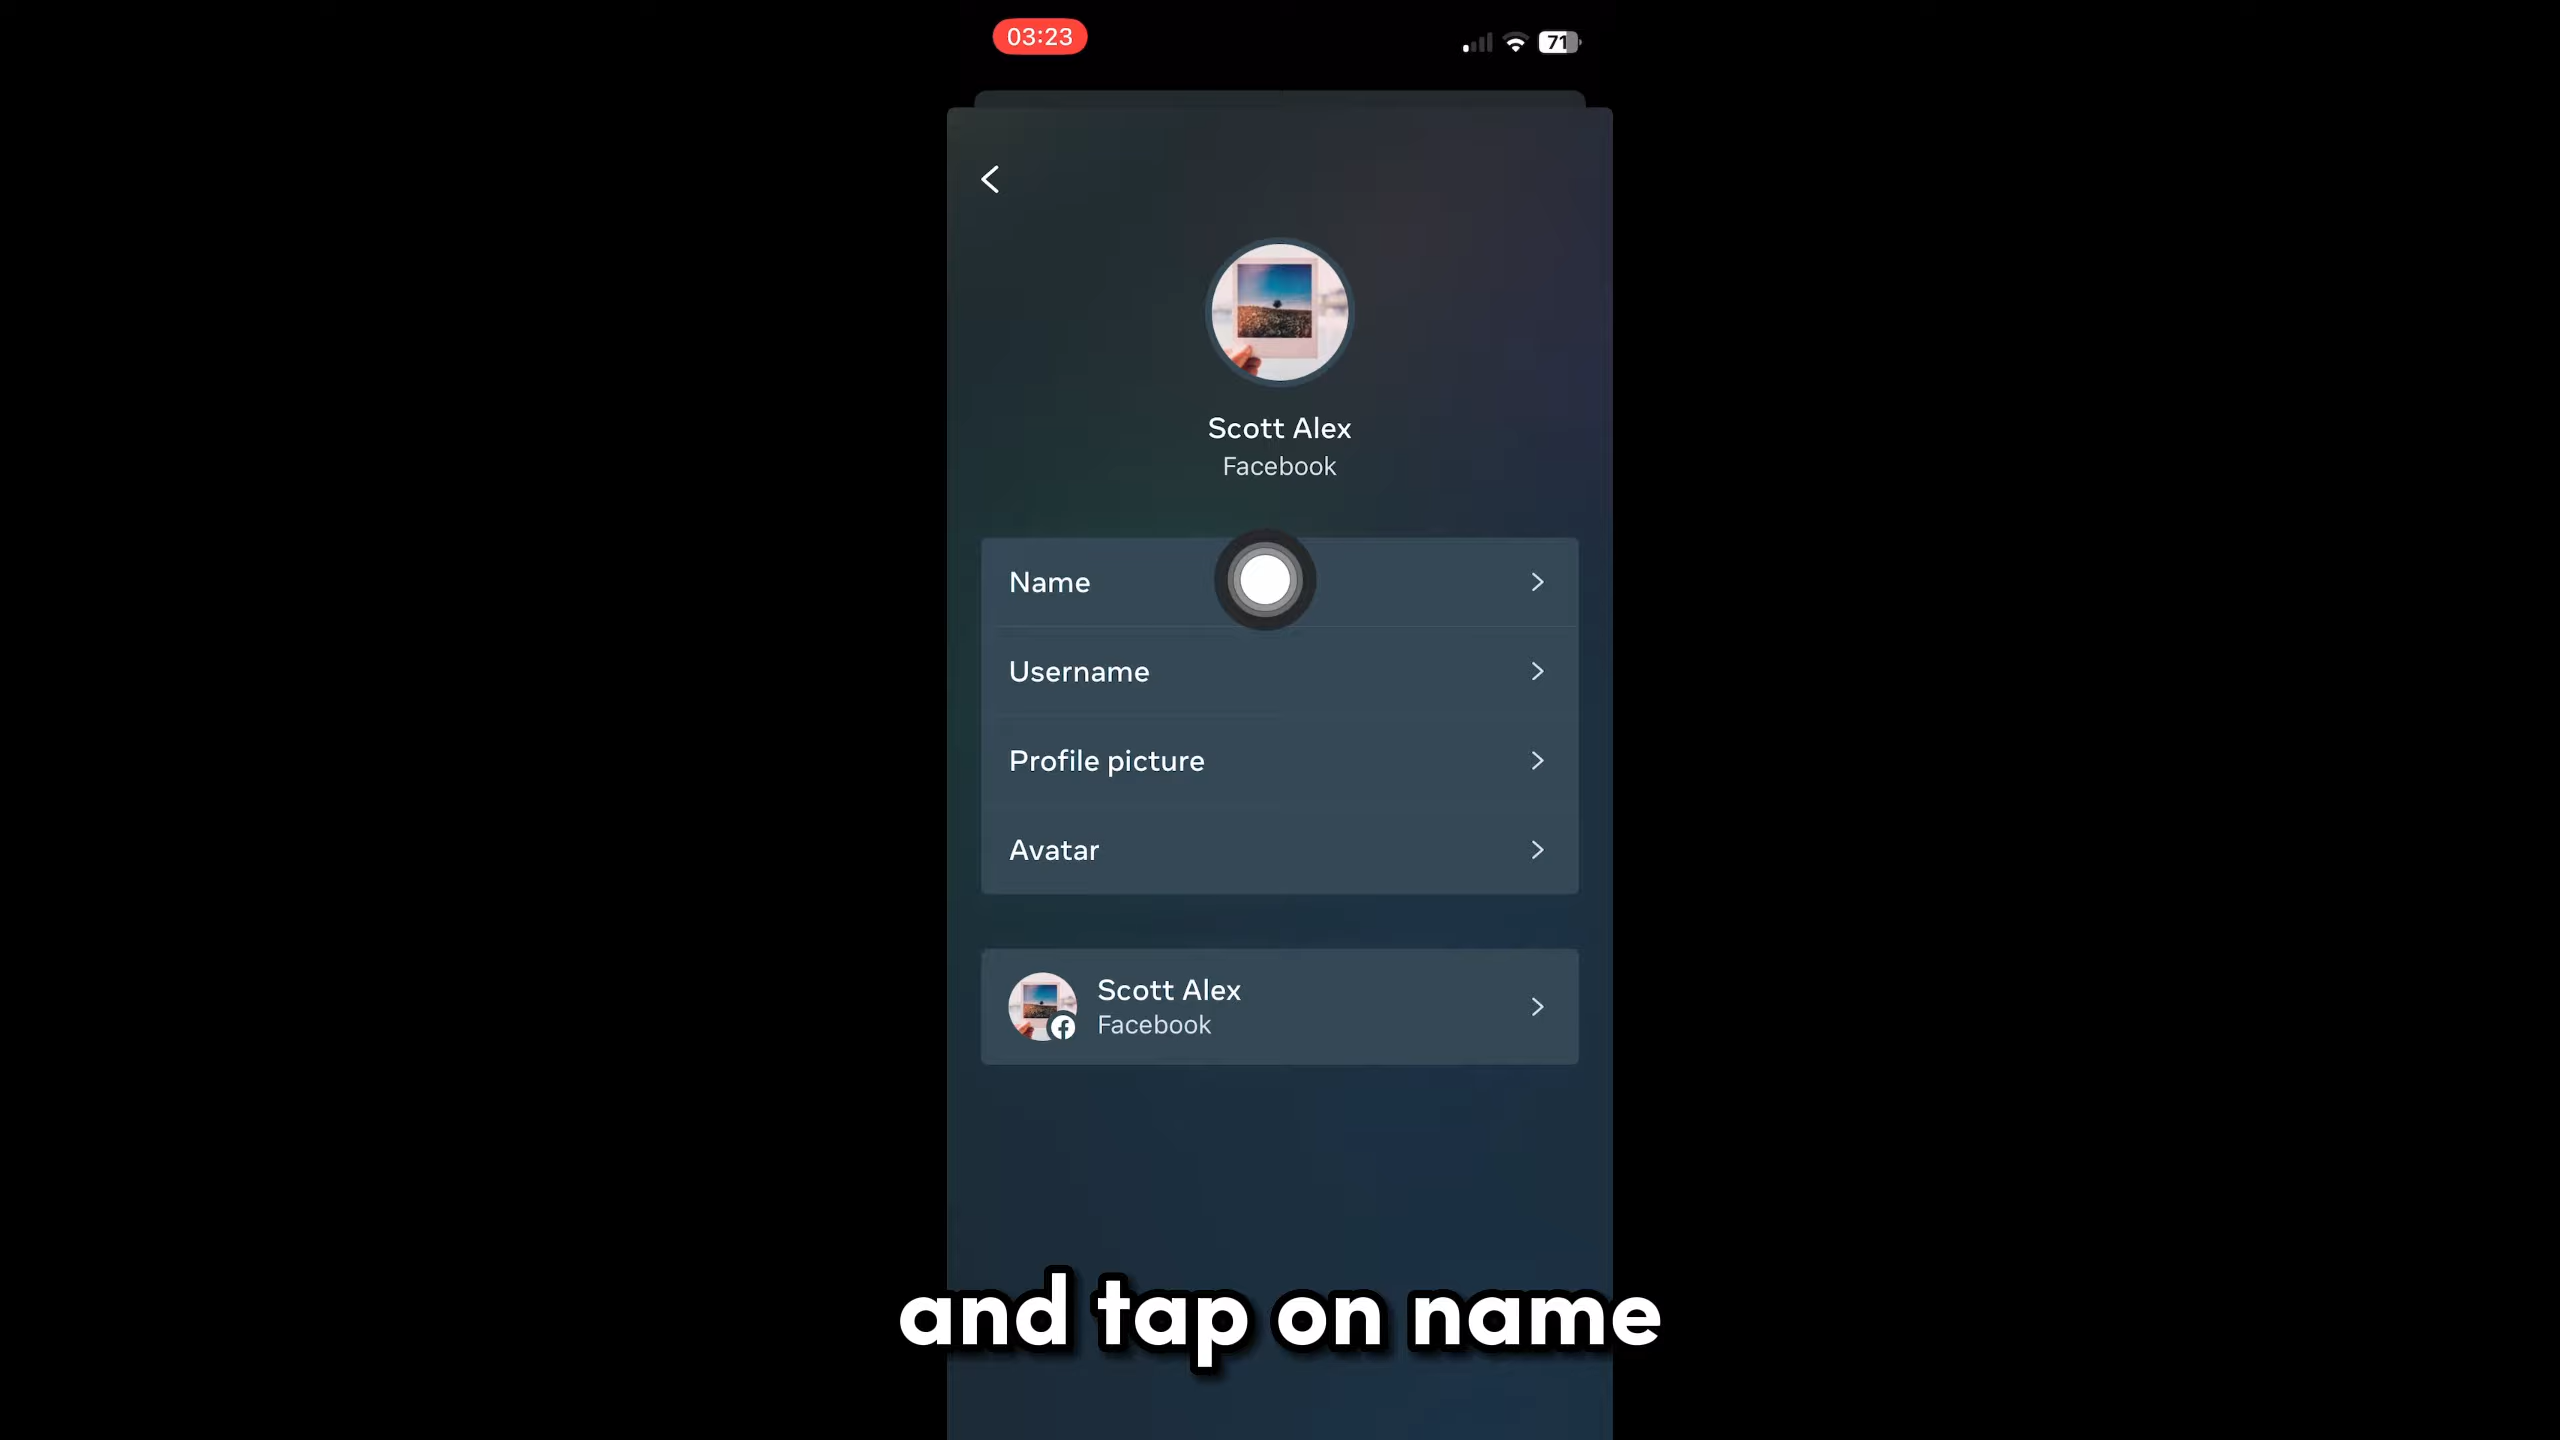 03:23
71
Scott Alex
Facebook
Name
Username
Profile picture
Avatar
Scott Alex
Facebook
and tap on name